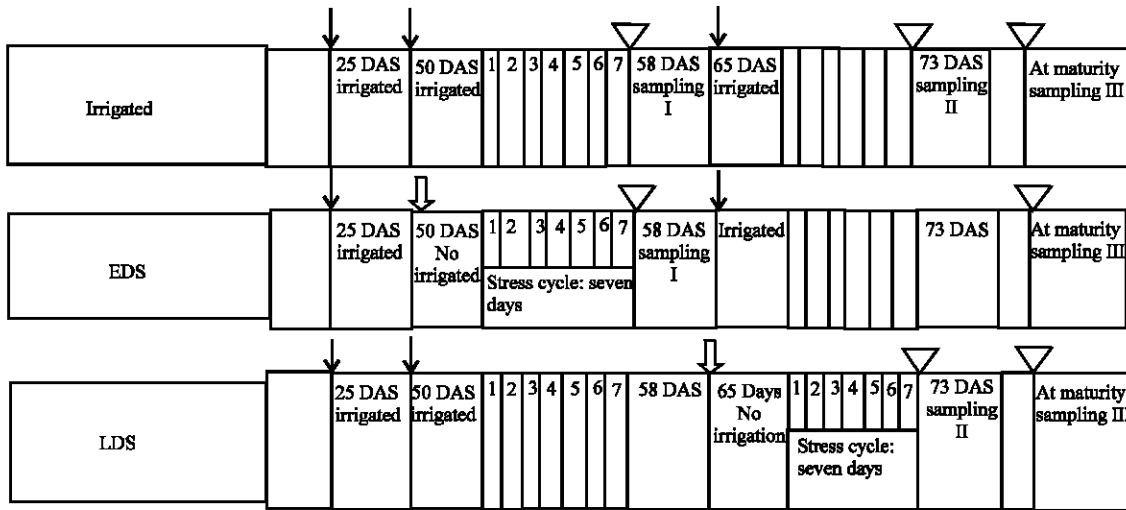 Irrigated
25 DAS
irrigated
50 DAS
irrigated
1 2 3 4 5 6 7
58 DAS
sampling
I
65 DAS
irrigated
73 DAS
sampling
II
At maturity
sampling III
EDS
25 DAS
irrigated
50 DAS
No
irrigated
1 2 3 4 5 6 7
Stress cycle: seven
days
58 DAS
sampling
I
Irrigated
73 DAS
At maturity
sampling III
LDS
25 DAS
irrigated
50 DAS
irrigated
1 2 3 4 5 6 7
58 DAS
65 Days
No
irrigation
1 2 3 4 5 6 7
Stress cycle:
seven days
73 DAS
sampling
II
At maturity
sampling III